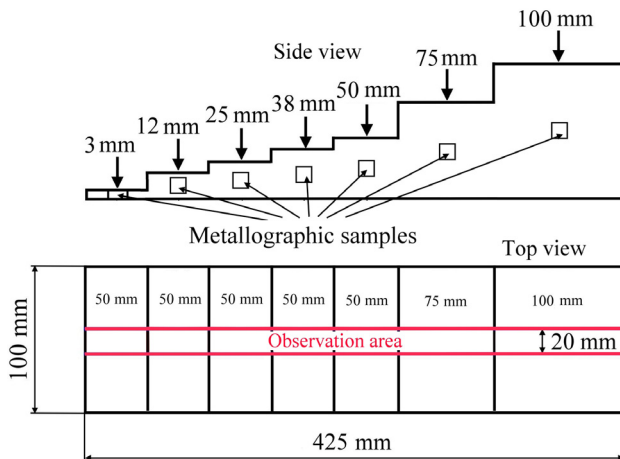 100 mm
Side view
75 mm
50 mm
38 mm
25 mm
12 mm
3 mm
Metallographic samples
Top view
50 mm 50 mm 50 mm 50 mm 50 mm 75 mm 100 mm
Observation area
20 mm
100 mm
425 mm